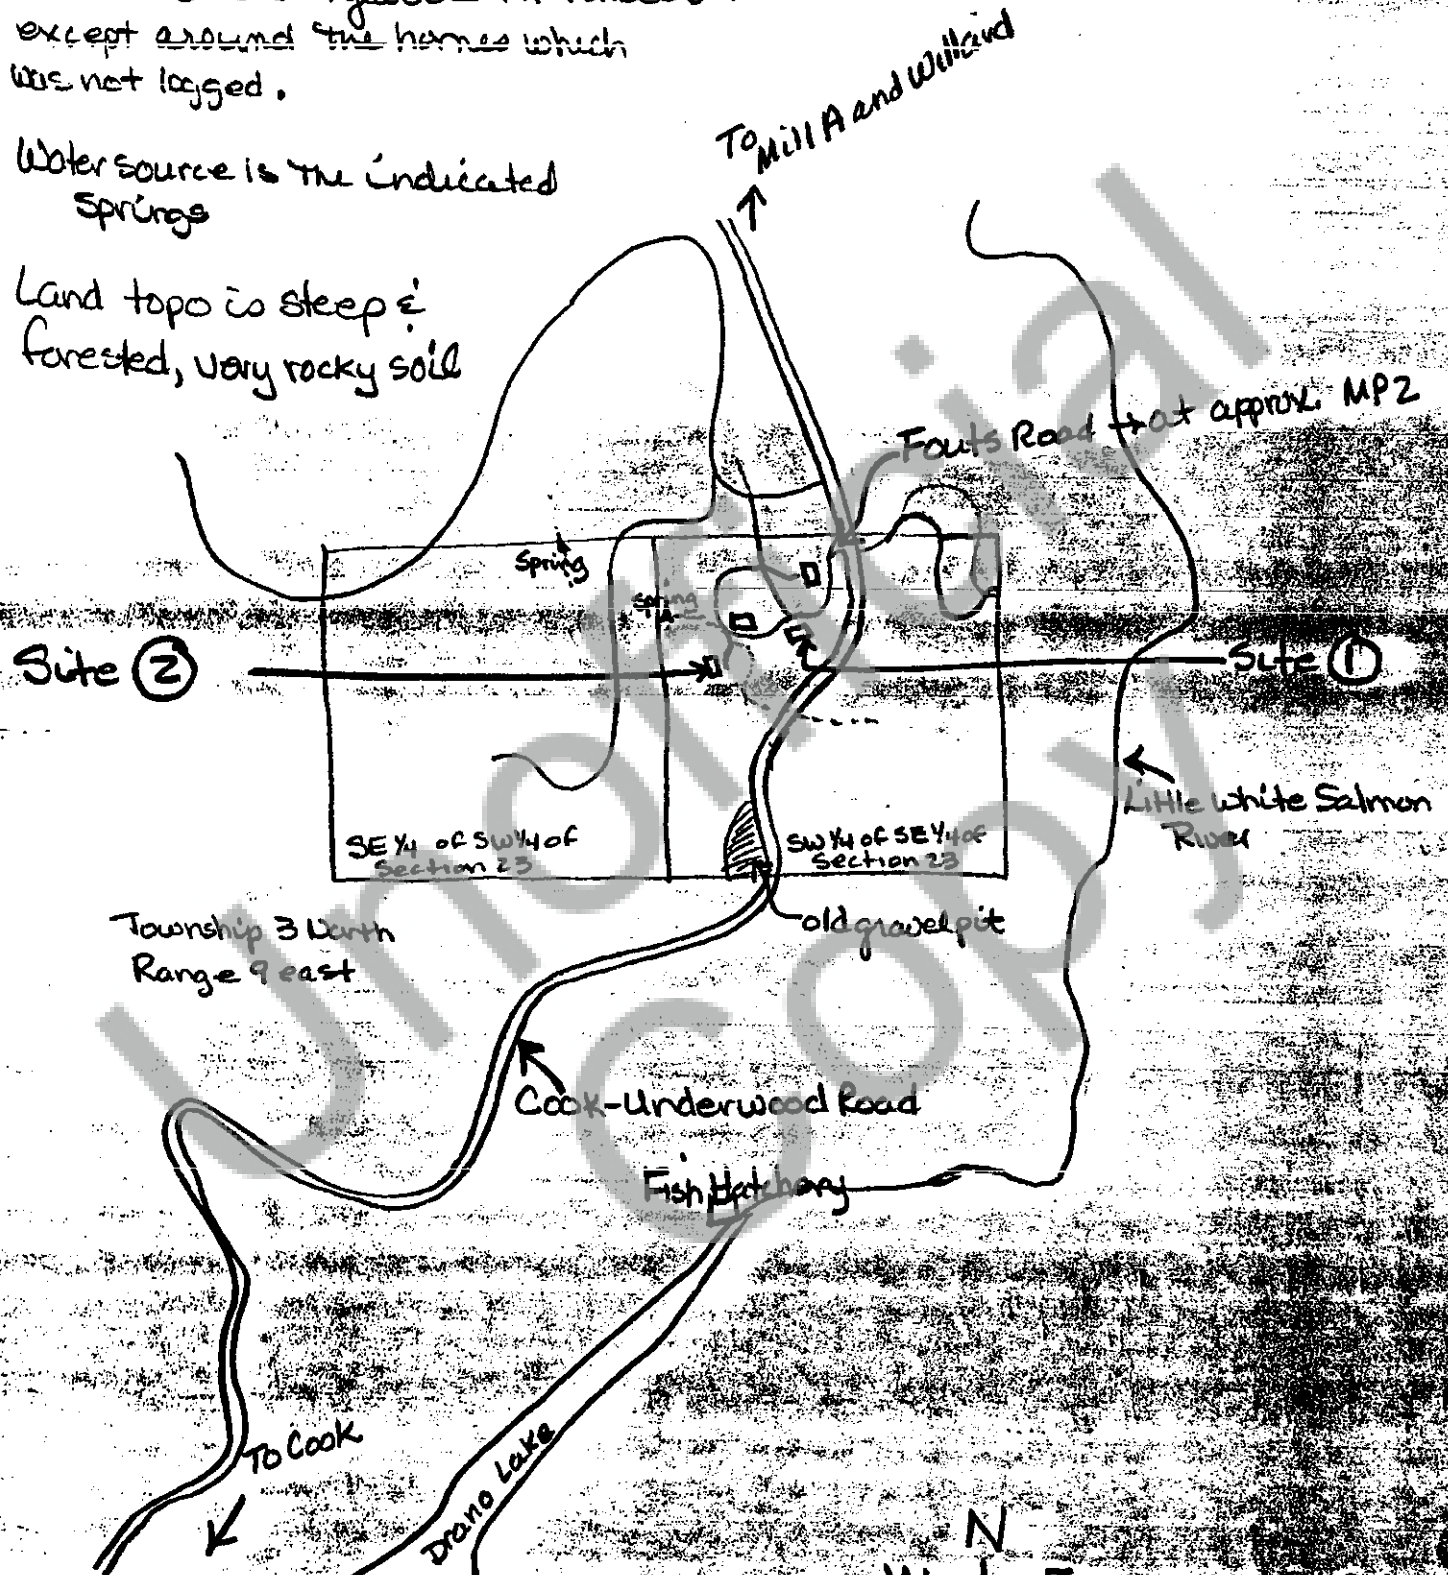 except around the homes which
was not logged.
Water source is the indicated
springs
Land topo is steep &
forested, very rocky soil
To Mill A and Willard
Fouts Road at approx. MP2
Spring
Spring
Site 2
Site 1
Little White Salmon
River
SE 1/4 of SW 1/4 of
Section 23
SW 1/4 of SE 1/4 of
Section 23
Township 3 North
Range 9 east
old gravel pit
Cook-Underwood Road
Fish Hatchery
To Cook
Drano Lake
N
W
E
Unofficial
Copy